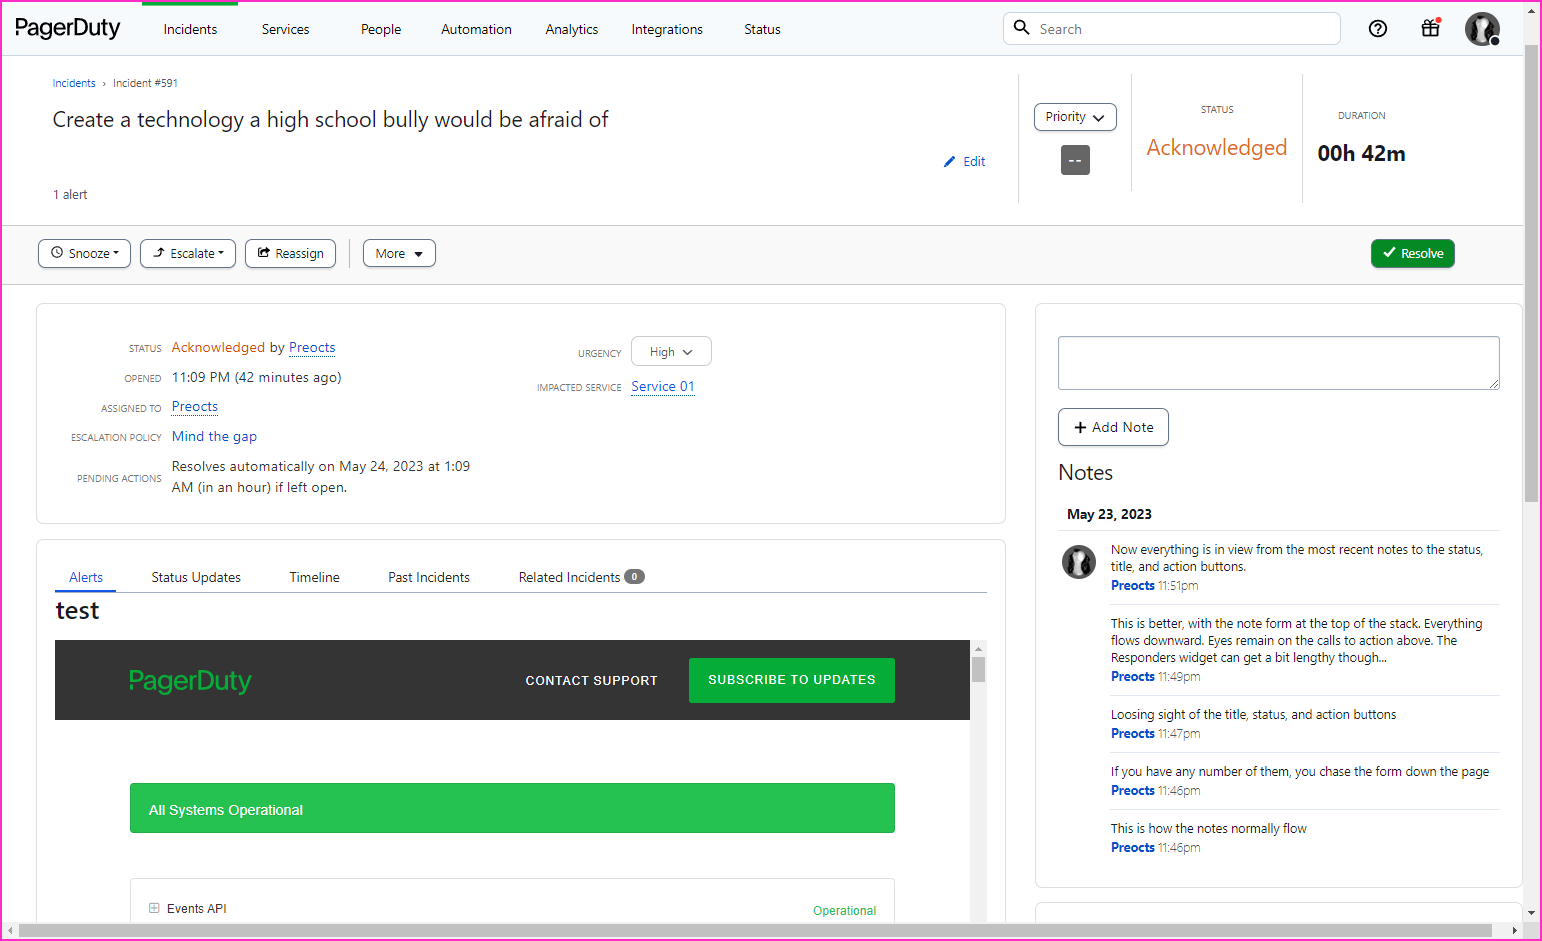 PagerDuty
Incidents
Services
People
Automation
Analytics
Integrations
Status
Search
Incidents › Incident #591
Create a technology a high school bully would be afraid of
Edit
1 alert
Priority
--
STATUS
Acknowledged
DURATION
00h 42m
Snooze
Escalate
Reassign
More
Resolve
STATUS Acknowledged by Preocts
OPENED 11:09 PM (42 minutes ago)
ASSIGNED TO Preocts
ESCALATION POLICY Mind the gap
PENDING ACTIONS Resolves automatically on May 24, 2023 at 1:09
AM (in an hour) if left open.
URGENCY High
IMPACTED SERVICE Service 01
Alerts
Status Updates
Timeline
Past Incidents
Related Incidents 0
test
PagerDuty
CONTACT SUPPORT
SUBSCRIBE TO UPDATES
All Systems Operational
Events API
Operational
Add Note
Notes
May 23, 2023
Now everything is in view from the most recent notes to the status,
title, and action buttons.
Preocts 11:51pm
This is better, with the note form at the top of the stack. Everything
flows downward. Eyes remain on the calls to action above. The
Responders widget can get a bit lengthy though...
Preocts 11:49pm
Loosing sight of the title, status, and action buttons
Preocts 11:47pm
If you have any number of them, you chase the form down the page
Preocts 11:46pm
This is how the notes normally flow
Preocts 11:46pm